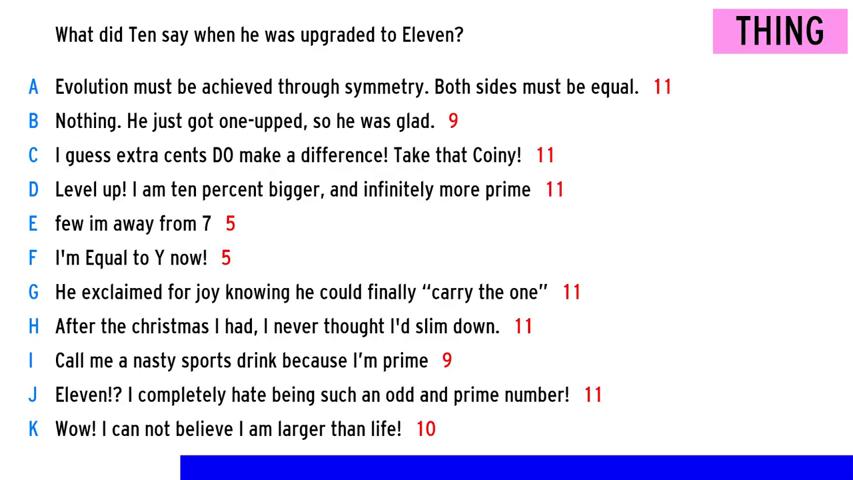 What did Ten say when he was upgraded to Eleven?
THING
A Evolution must be achieved through symmetry. Both sides must be equal. 11
B Nothing. He just got one-upped, so he was glad. 9
C I guess extra cents DO make a difference! Take that Coiny! 11
D Level up! I am ten percent bigger, and infinitely more prime 11
E few im away from 7 5
F I'm Equal to Y now! 5
G He exclaimed for joy knowing he could finally “carry the one” 11
H After the christmas I had, I never thought I'd slim down. 11
I Call me a nasty sports drink because I’m prime 9
J Eleven!? I completely hate being such an odd and prime number! 11
K Wow! I can not believe I am larger than life! 10